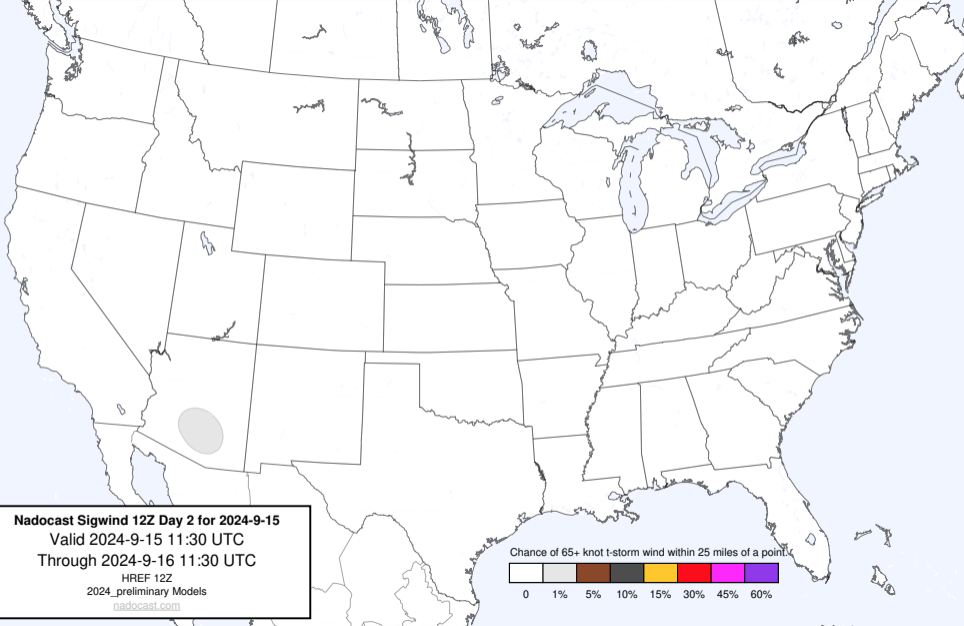 Nadocast Sigwind 12Z Day 2 for 2024-9-15
Valid 2024-9-15 11:30 UTC
Through 2024-9-16 11:30 UTC
HREF 12Z
2024_preliminary Models
nadocast.com
Chance of 65+ knot t-storm wind within 25 miles of a point.
0 1% 5% 10% 15% 30% 45% 60%